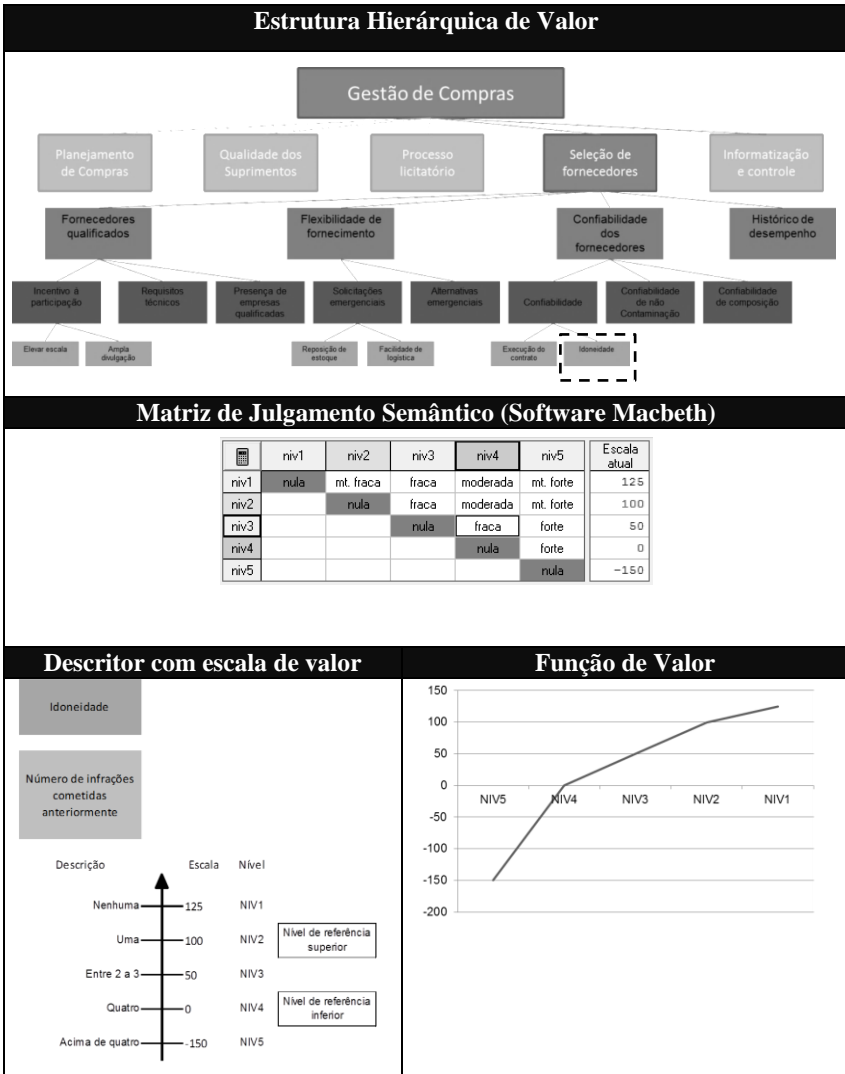 Estrutura Hierárquica de Valor
Gestão de Compras
Planejamento
de Compras
Qualidade dos
Suprimentos
Processo
licitatório
Seleção de
fornecedores
Informatização
e controle
Fornecedores
qualificados
Flexibilidade de
fornecimento
Confiabilidade
dos
fornecedores
Histórico de
desempenho
Incentivo á
participação
Requisitos
técnicos
Presença de
empresas
qualificadas
Solicitações
emergenciais
Alternativas
emergenciais
Confiabilidade
Confiabilidade
de não
Contaminação
Confiabilidade
de composição
Elevar escala
Ampla
divulgação
Reposição de
estoque
Facilidade de
logística
Execução do
contrato
Idoneidade
Matriz de Julgamento Semântico (Software Macbeth)
niv1 niv2 niv3 niv4 niv5 Escala atual
niv1 nula mt. fraca fraca moderada mt. forte 125
niv2 nula fraca moderada mt. forte 100
niv3 nula fraca forte 50
niv4 nula forte 0
niv5 nula -150
Descritor com escala de valor
Idoneidade
Número de infrações
cometidas
anteriormente
Descrição Escala Nível
Nenhuma 125 NIV1
Uma 100 NIV2 Nível de referência superior
Entre 2 a 3 50 NIV3
Quatro 0 NIV4 Nível de referência inferior
Acima de quatro -150 NIV5
Função de Valor
150
100
50
0
-50
-100
-150
-200
NIV5 NIV4 NIV3 NIV2 NIV1